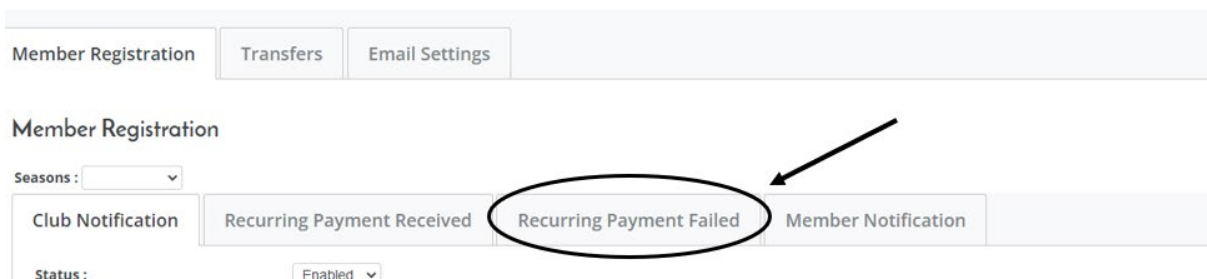 Member Registration Transfers Email Settings
Member Registration
Seasons :
Club Notification Recurring Payment Received Recurring Payment Failed Member Notification
Status : Enabled